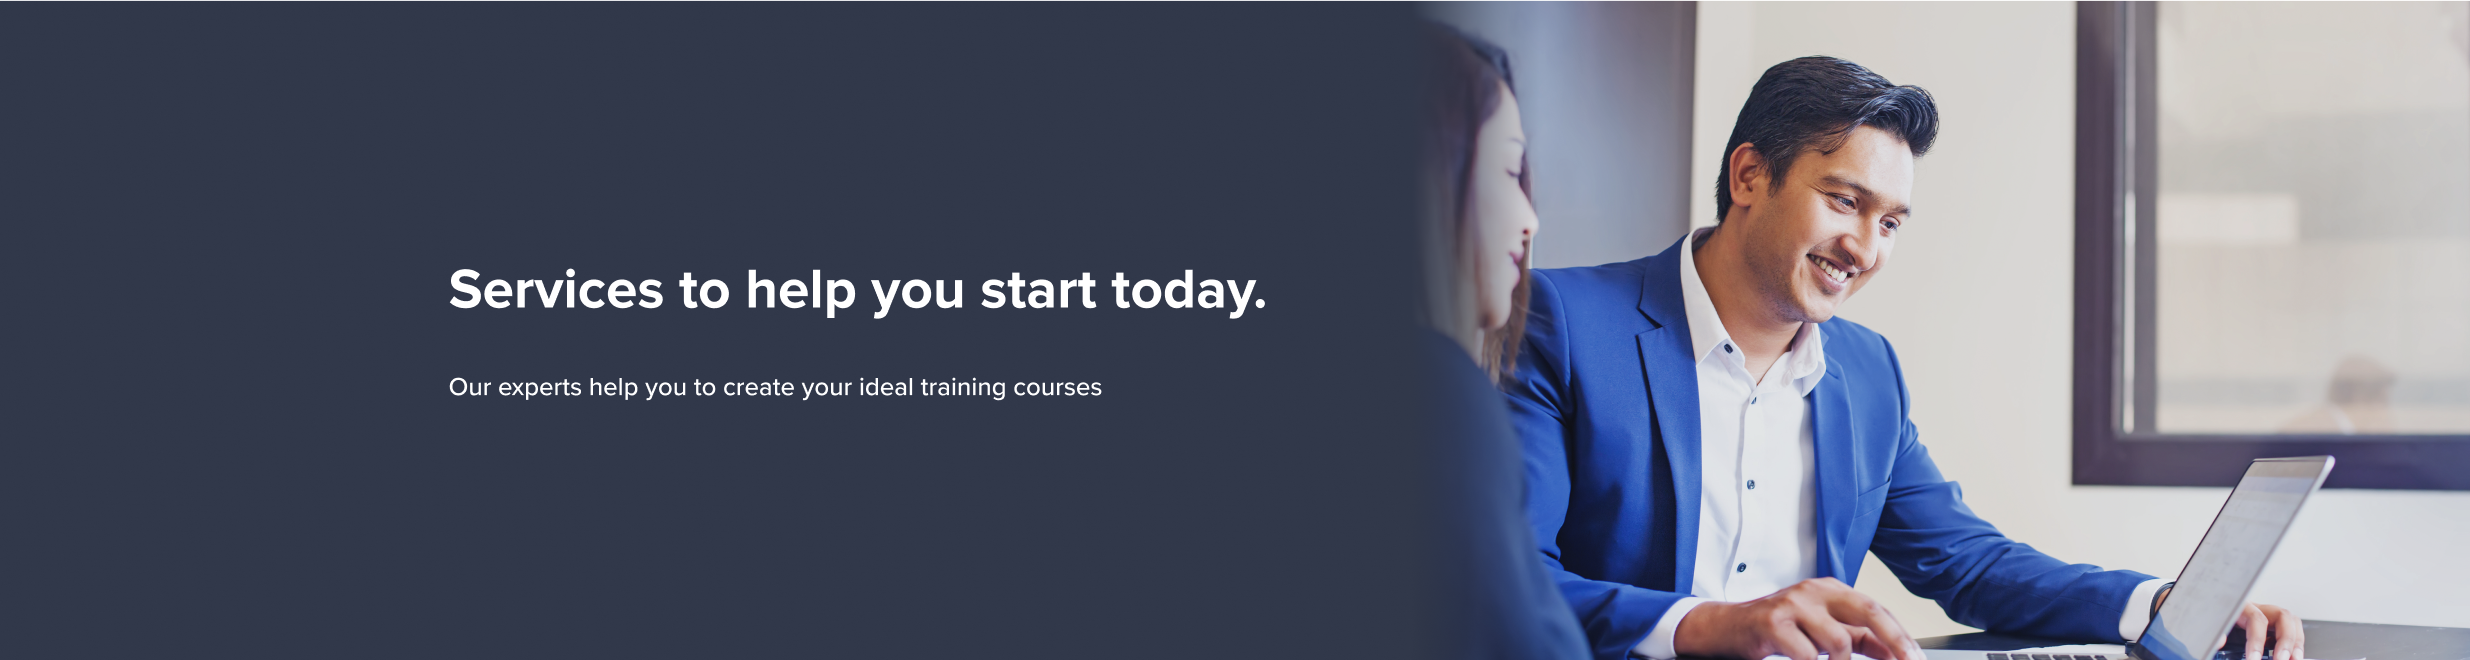 Services to help you start today.
Our experts help you to create your ideal training courses